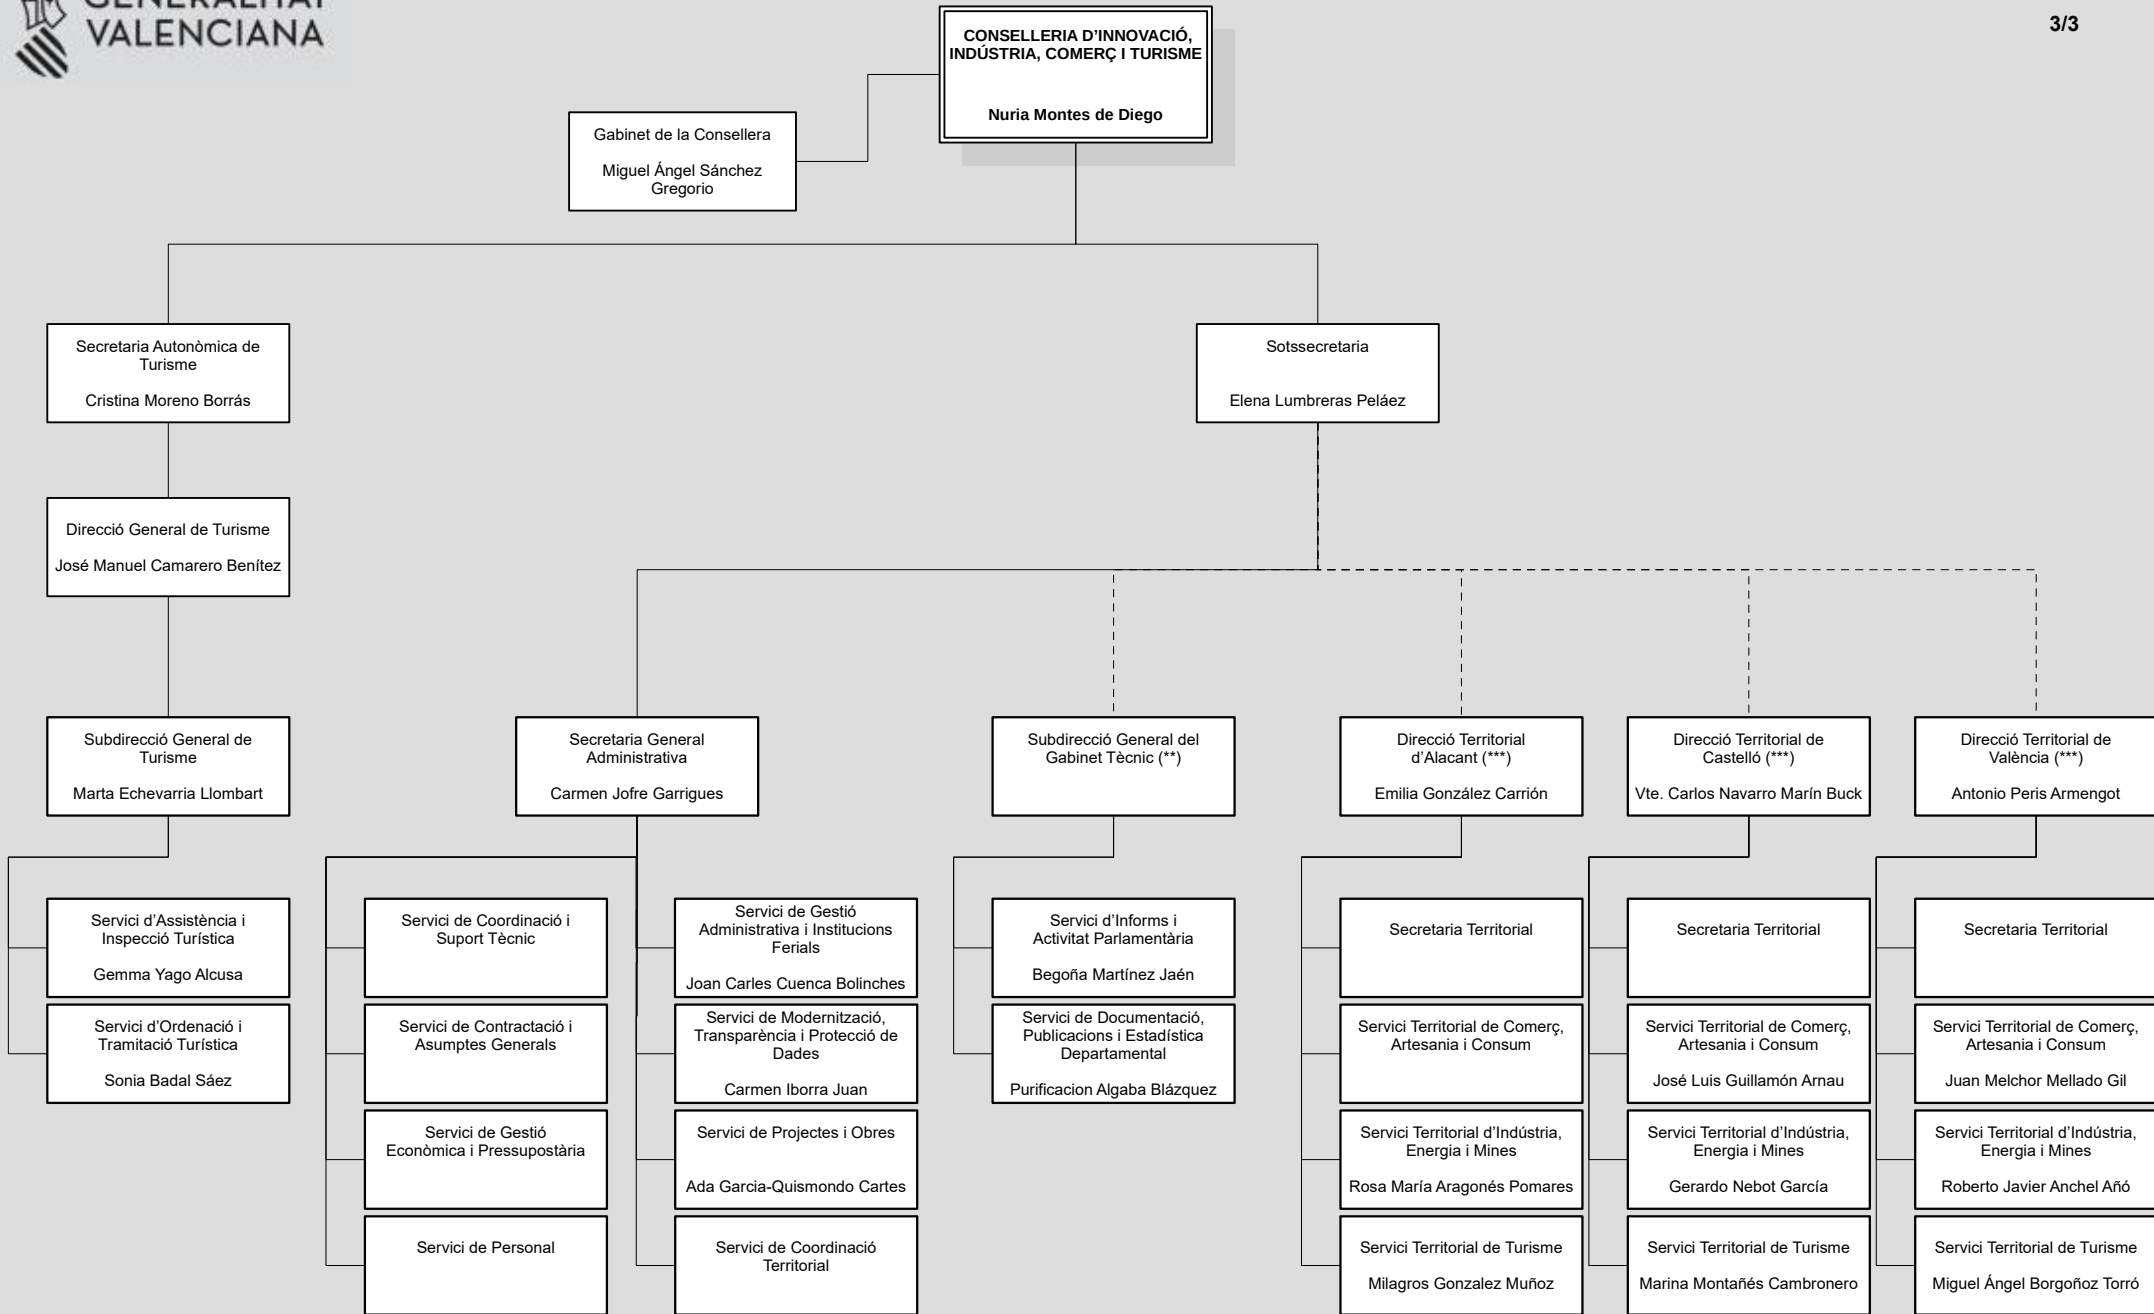 GENERALITAT
VALENCIANA
3/3
CONSELLERIA D’INNOVACIÓ,
INDÚSTRIA, COMERÇ I TURISME
Nuria Montes de Diego
Gabinet de la Consellera
Miguel Ángel Sánchez
Gregorio
Secretaria Autonòmica de
Turisme
Cristina Moreno Borrás
Sotssecretaria
Elena Lumbreras Peláez
Direcció General de Turisme
José Manuel Camarero Benítez
Subdirecció General de
Turisme
Marta Echevarria Llombart
Secretaria General
Administrativa
Carmen Jofre Garrigues
Subdirecció General del
Gabinet Tècnic (**)
Direcció Territorial
d’Alacant (***)
Emilia González Carrión
Direcció Territorial de
Castelló (***)
Vte. Carlos Navarro Marín Buck
Direcció Territorial de
València (***)
Antonio Peris Armengot
Servici d’Assistència i
Inspecció Turística
Gemma Yago Alcusa
Servici d’Ordenació i
Tramitació Turística
Sonia Badal Sáez
Servici de Coordinació i
Suport Tècnic
Servici de Contractació i
Asumptes Generals
Servici de Gestió
Econòmica i Pressupostària
Servici de Personal
Servici de Gestió
Administrativa i Institucions
Ferials
Joan Carles Cuenca Bolinches
Servici de Modernització,
Transparència i Protecció de
Dades
Carmen Iborra Juan
Servici de Projectes i Obres
Ada Garcia-Quismondo Cartes
Servici de Coordinació
Territorial
Servici d’Informs i
Activitat Parlamentària
Begoña Martínez Jaén
Servici de Documentació,
Publicacions i Estadística
Departamental
Purificacion Algaba Blázquez
Secretaria Territorial
Servici Territorial de Comerç,
Artesania i Consum
Servici Territorial d’Indústria,
Energia i Mines
Rosa María Aragonés Pomares
Servici Territorial de Turisme
Milagros Gonzalez Muñoz
Secretaria Territorial
Servici Territorial de Comerç,
Artesania i Consum
José Luis Guillamón Arnau
Servici Territorial d’Indústria,
Energia i Mines
Gerardo Nebot García
Servici Territorial de Turisme
Marina Montañés Cambronero
Secretaria Territorial
Servici Territorial de Comerç,
Artesania i Consum
Juan Melchor Mellado Gil
Servici Territorial d’Indústria,
Energia i Mines
Roberto Javier Anchel Añó
Servici Territorial de Turisme
Miguel Ángel Borgoñoz Torró